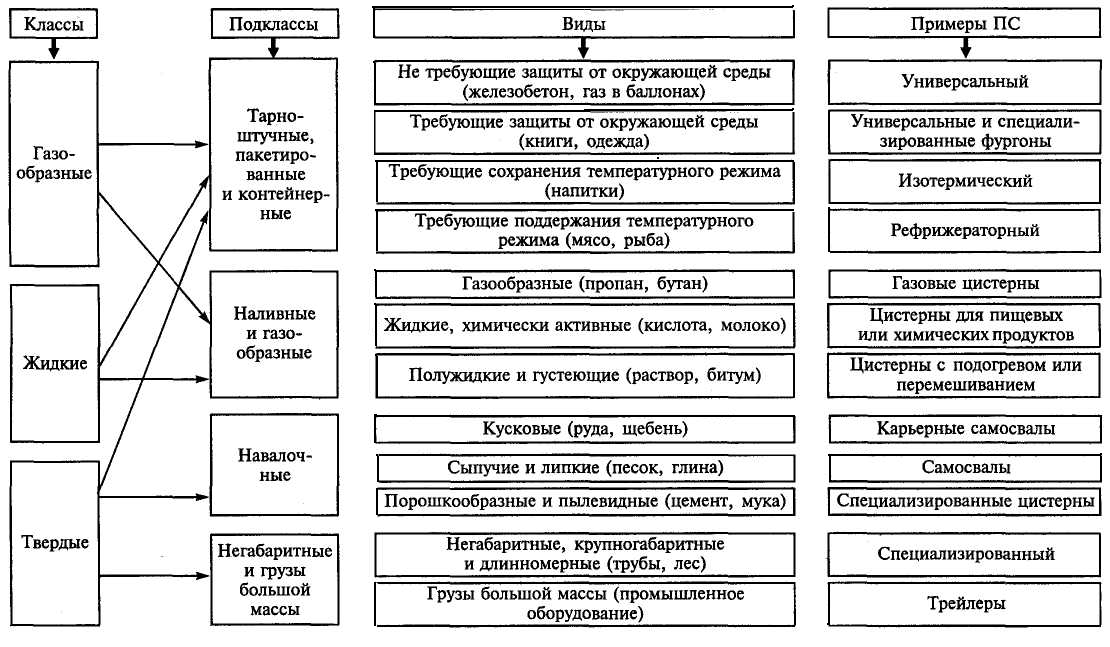 Классы
Подклассы
Виды
Примеры ПС
Газо-
образные
Жидкие
Твердые
Тарно-
штучные,
пакетиро-
ванные
и контейнер-
ные
Наливные
и газо-
образные
Навалоч-
ные
Негабаритные
и грузы
большой
массы
Не требующие защиты от окружающей среды
(железобетон, газ в баллонах)
Универсальный
Требующие защиты от окружающей среды
(книги, одежда)
Универсальные и специали-
зированные фургоны
Требующие сохранения температурного режима
(напитки)
Изотермический
Требующие поддержания температурного
режима (мясо, рыба)
Рефрижераторный
Газообразные (пропан, бутан)
Газовые цистерны
Жидкие, химически активные (кислота, молоко)
Цистерны для пищевых
или химических продуктов
Полужидкие и густеющие (раствор, битум)
Цистерны с подогревом или
перемешиванием
Кусковые (руда, щебень)
Карьерные самосвалы
Сыпучие и липкие (песок, глина)
Самосвалы
Порошкообразные и пылевидные (цемент, мука)
Специализированные цистерны
Негабаритные, крупногабаритные
и длинномерные (трубы, лес)
Специализированный
Грузы большой массы (промышленное
оборудование)
Трейлеры